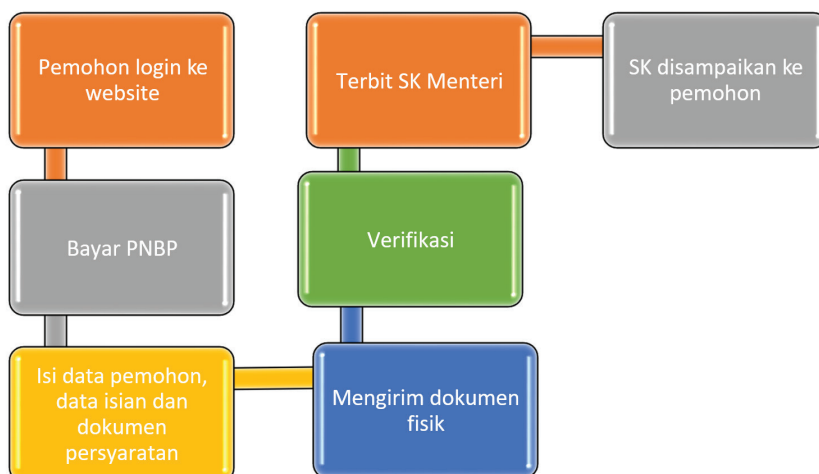 Pemohon login ke
website
Bayar PNBP
Isi data pemohon,
data isian dan
dokumen
persyaratan
Mengirim dokumen
fisik
Verifikasi
Terbit SK Menteri
SK disampaikan ke
pemohon